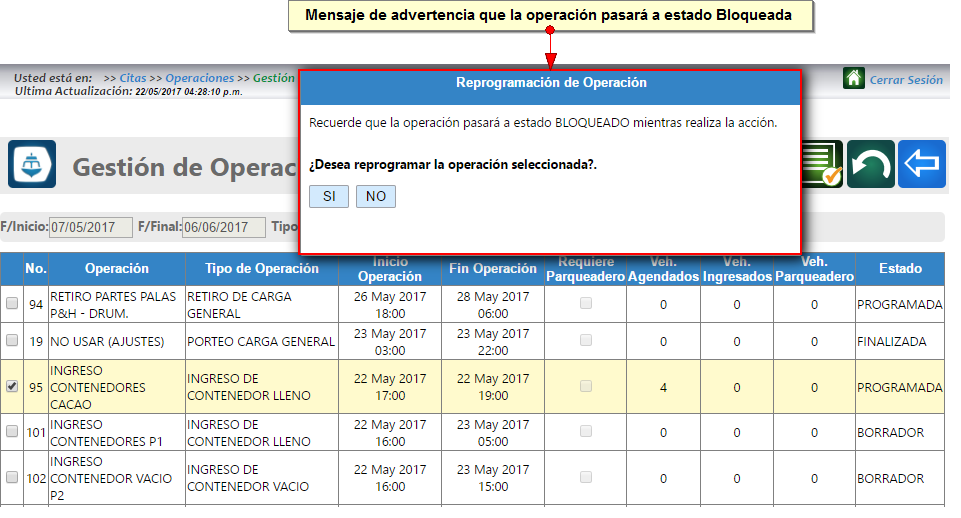 Mensaje de advertencia que la operación pasará a estado Bloqueada
Usted está en: >> Citas >> Operaciones >> Gestión
Ultima Actualización: 22/05/2017 04:28:10 p.m.
Cerrar Sesión
Reprogramación de Operación
Recuerde que la operación pasará a estado BLOQUEADO mientras realiza la acción.
¿Desea reprogramar la operación seleccionada?.
SI NO
Gestión de Operac
F/Inicio: 07/05/2017 F/Final: 06/06/2017 Tipo
No. Operación Tipo de Operación Inicio Operación Fin Operación Requiere Parqueadero Veh. Agendados Veh. Ingresados Veh. Parqueadero Estado
94 RETIRO PARTES PALAS P&H - DRUM. RETIRO DE CARGA GENERAL 26 May 2017 18:00 28 May 2017 06:00 0 0 0 PROGRAMADA
19 NO USAR (AJUSTES) PORTEO CARGA GENERAL 23 May 2017 03:00 23 May 2017 22:00 0 0 0 FINALIZADA
95 INGRESO CONTENEDORES CACAO INGRESO DE CONTENEDOR LLENO 22 May 2017 17:00 22 May 2017 19:00 4 0 0 PROGRAMADA
101 INGRESO CONTENEDORES P1 INGRESO DE CONTENEDOR LLENO 22 May 2017 16:00 23 May 2017 05:00 0 0 0 BORRADOR
102 INGRESO CONTENEDOR VACIO P2 INGRESO DE CONTENEDOR VACIO 22 May 2017 16:00 23 May 2017 15:00 0 0 0 BORRADOR